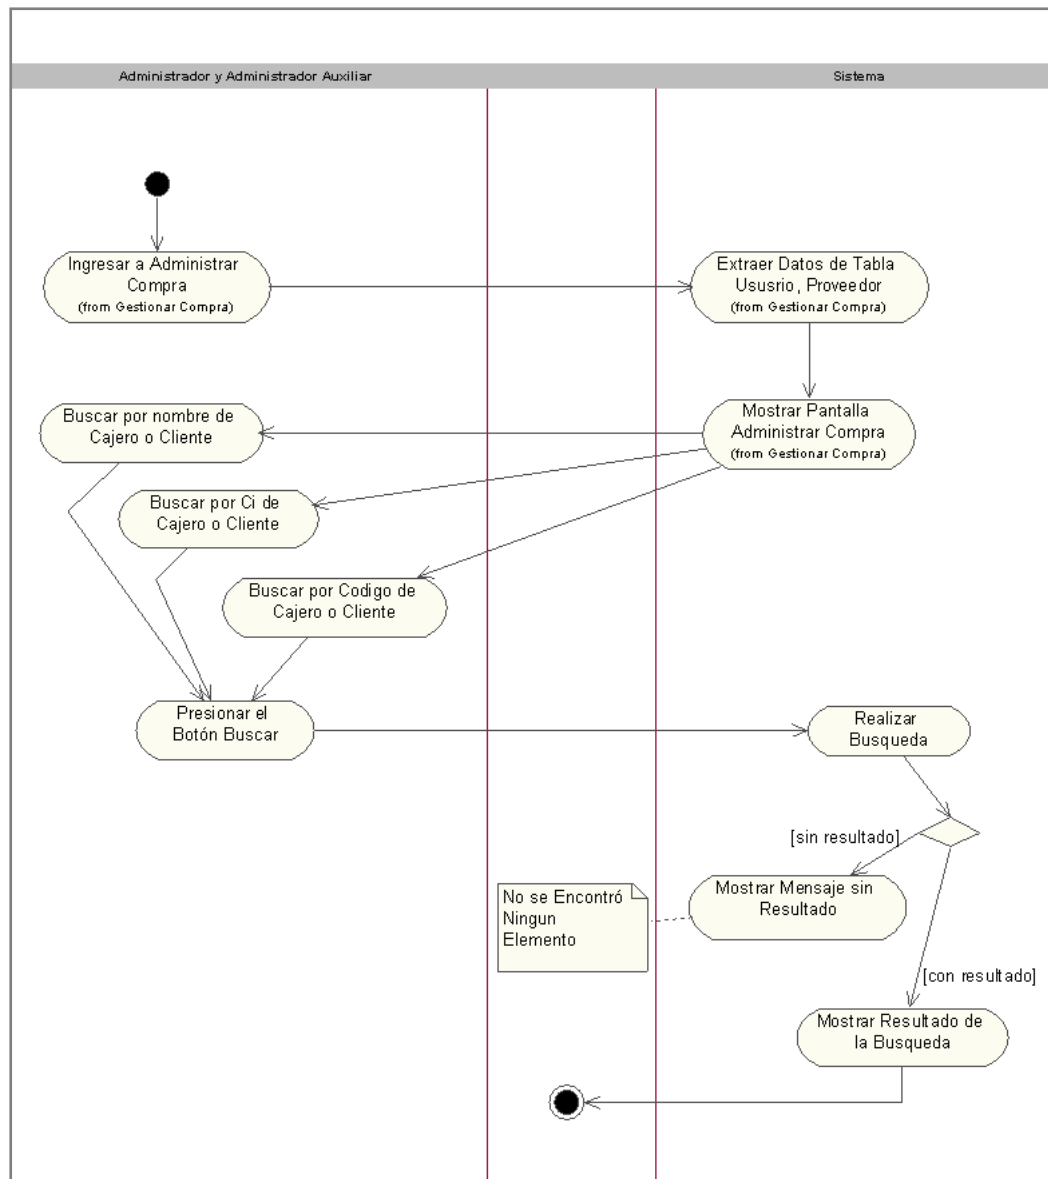 Administrador y Administrador Auxiliar
Sistema
Ingresar a Administrar
Compra
(from Gestionar Compra)
Extraer Datos de Tabla
Ususrio, Proveedor
(from Gestionar Compra)
Mostrar Pantalla
Administrar Compra
(from Gestionar Compra)
Buscar por nombre de
Cajero o Cliente
Buscar por Ci de
Cajero o Cliente
Buscar por Codigo de
Cajero o Cliente
Presionar el
Botón Buscar
Realizar
Busqueda
[sin resultado]
Mostrar Mensaje sin
Resultado
No se Encontró
Ningun
Elemento
[con resultado]
Mostrar Resultado de
la Busqueda